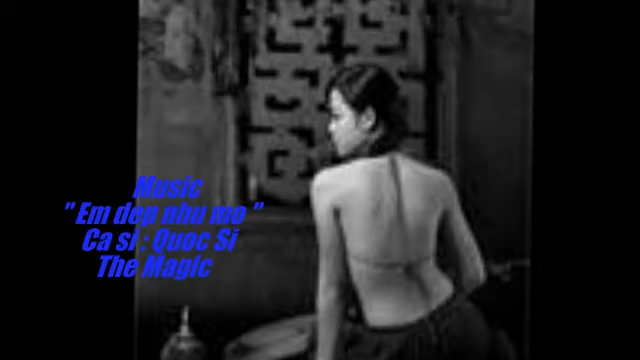 Music
" Em dep nhu mo "
Ca si : Quoc Si
The Magic